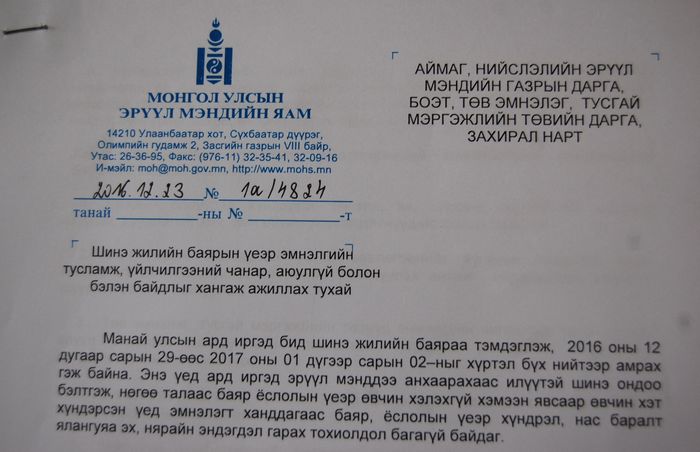 МОНГОЛ УЛСЫН
ЭРҮҮЛ МЭНДИЙН ЯАМ
14210 Улаанбаатар хот, Сүхбаатар дүүрэг,
Олимпийн гудамж 2, Засгийн газрын VIII байр,
Утас: 26-36-95, Факс: (976-11) 32-35-41, 32-09-16
И-мэйл: moh@moh.gov.mn, http://www.mohs.mn
2016.12.23 № 1а/4824
танай ____________-ны № ____________-т
АЙМАГ, НИЙСЛЭЛИЙН ЭРҮҮЛ
МЭНДИЙН ГАЗРЫН ДАРГА,
БОЭТ, ТӨВ ЭМНЭЛЭГ, ТУСГАЙ
МЭРГЭЖЛИЙН ТӨВИЙН ДАРГА,
ЗАХИРАЛ НАРТ
Шинэ жилийн баярын үеэр эмнэлгийн
тусламж, үйлчилгээний чанар, аюулгүй болон
бэлэн байдлыг хангаж ажиллах тухай
Манай улсын ард иргэд бид шинэ жилийн баяраа тэмдэглэж, 2016 оны 12
дугаар сарын 29-өөс 2017 оны 01 дүгээр сарын 02–ныг хүртэл бүх нийтээр амрах
гэж байна. Энэ үед ард иргэд эрүүл мэнддээ анхаарахаас илүүтэй шинэ ондоо
бэлтгэж, нөгөө талаас баяр ёслолын үеэр өвчин хэлэхгүй хэмээн явсаар өвчин хэт
хүндэрсэн үед эмнэлэгт ханддагаас баяр, ёслолын үеэр хүндрэл, нас баралт
ялангуяа эх, нярайн эндэгдэл гарах тохиолдол багагүй байдаг.